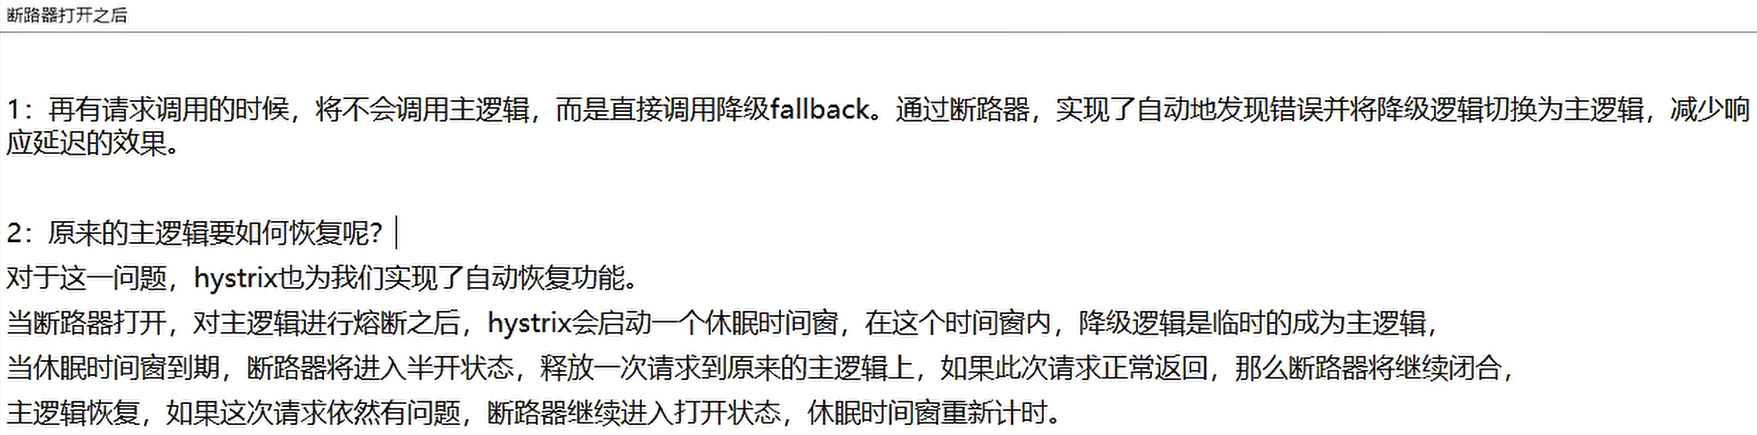 断路器打开之后
1：再有请求调用的时候，将不会调用主逻辑，而是直接调用降级fallback。通过断路器，实现了自动地发现错误并将降级逻辑切换为主逻辑，减少响
应延迟的效果。
2：原来的主逻辑要如何恢复呢？
对于这一问题，hystrix也为我们实现了自动恢复功能。
当断路器打开，对主逻辑进行熔断之后，hystrix会启动一个休眠时间窗，在这个时间窗内，降级逻辑是临时的成为主逻辑，
当休眠时间窗到期，断路器将进入半开状态，释放一次请求到原来的主逻辑上，如果此次请求正常返回，那么断路器将继续闭合，
主逻辑恢复，如果这次请求依然有问题，断路器继续进入打开状态，休眠时间窗重新计时。